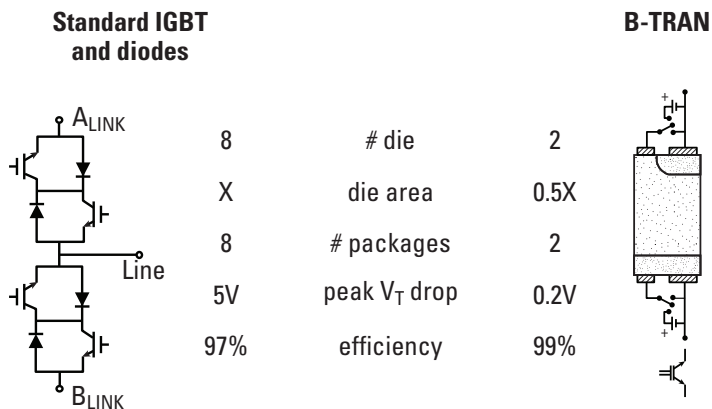 Standard IGBT
and diodes
B-TRAN
A_LINK
8 # die 2
X die area 0.5X
8 # packages 2
Line
5V peak V_T drop 0.2V
97% efficiency 99%
B_LINK
+
+